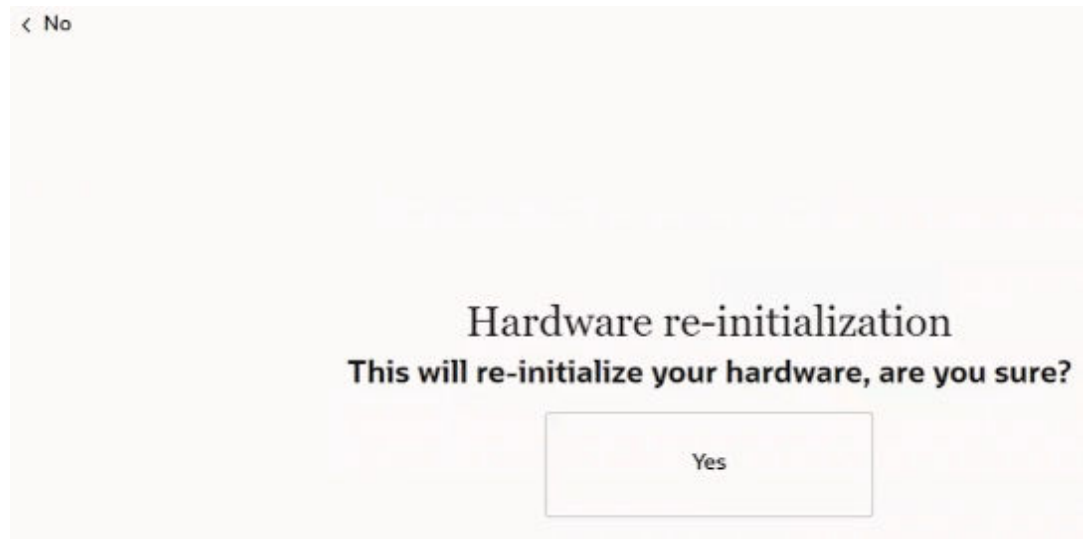 < No
Hardware re-initialization
This will re-initialize your hardware, are you sure?
Yes